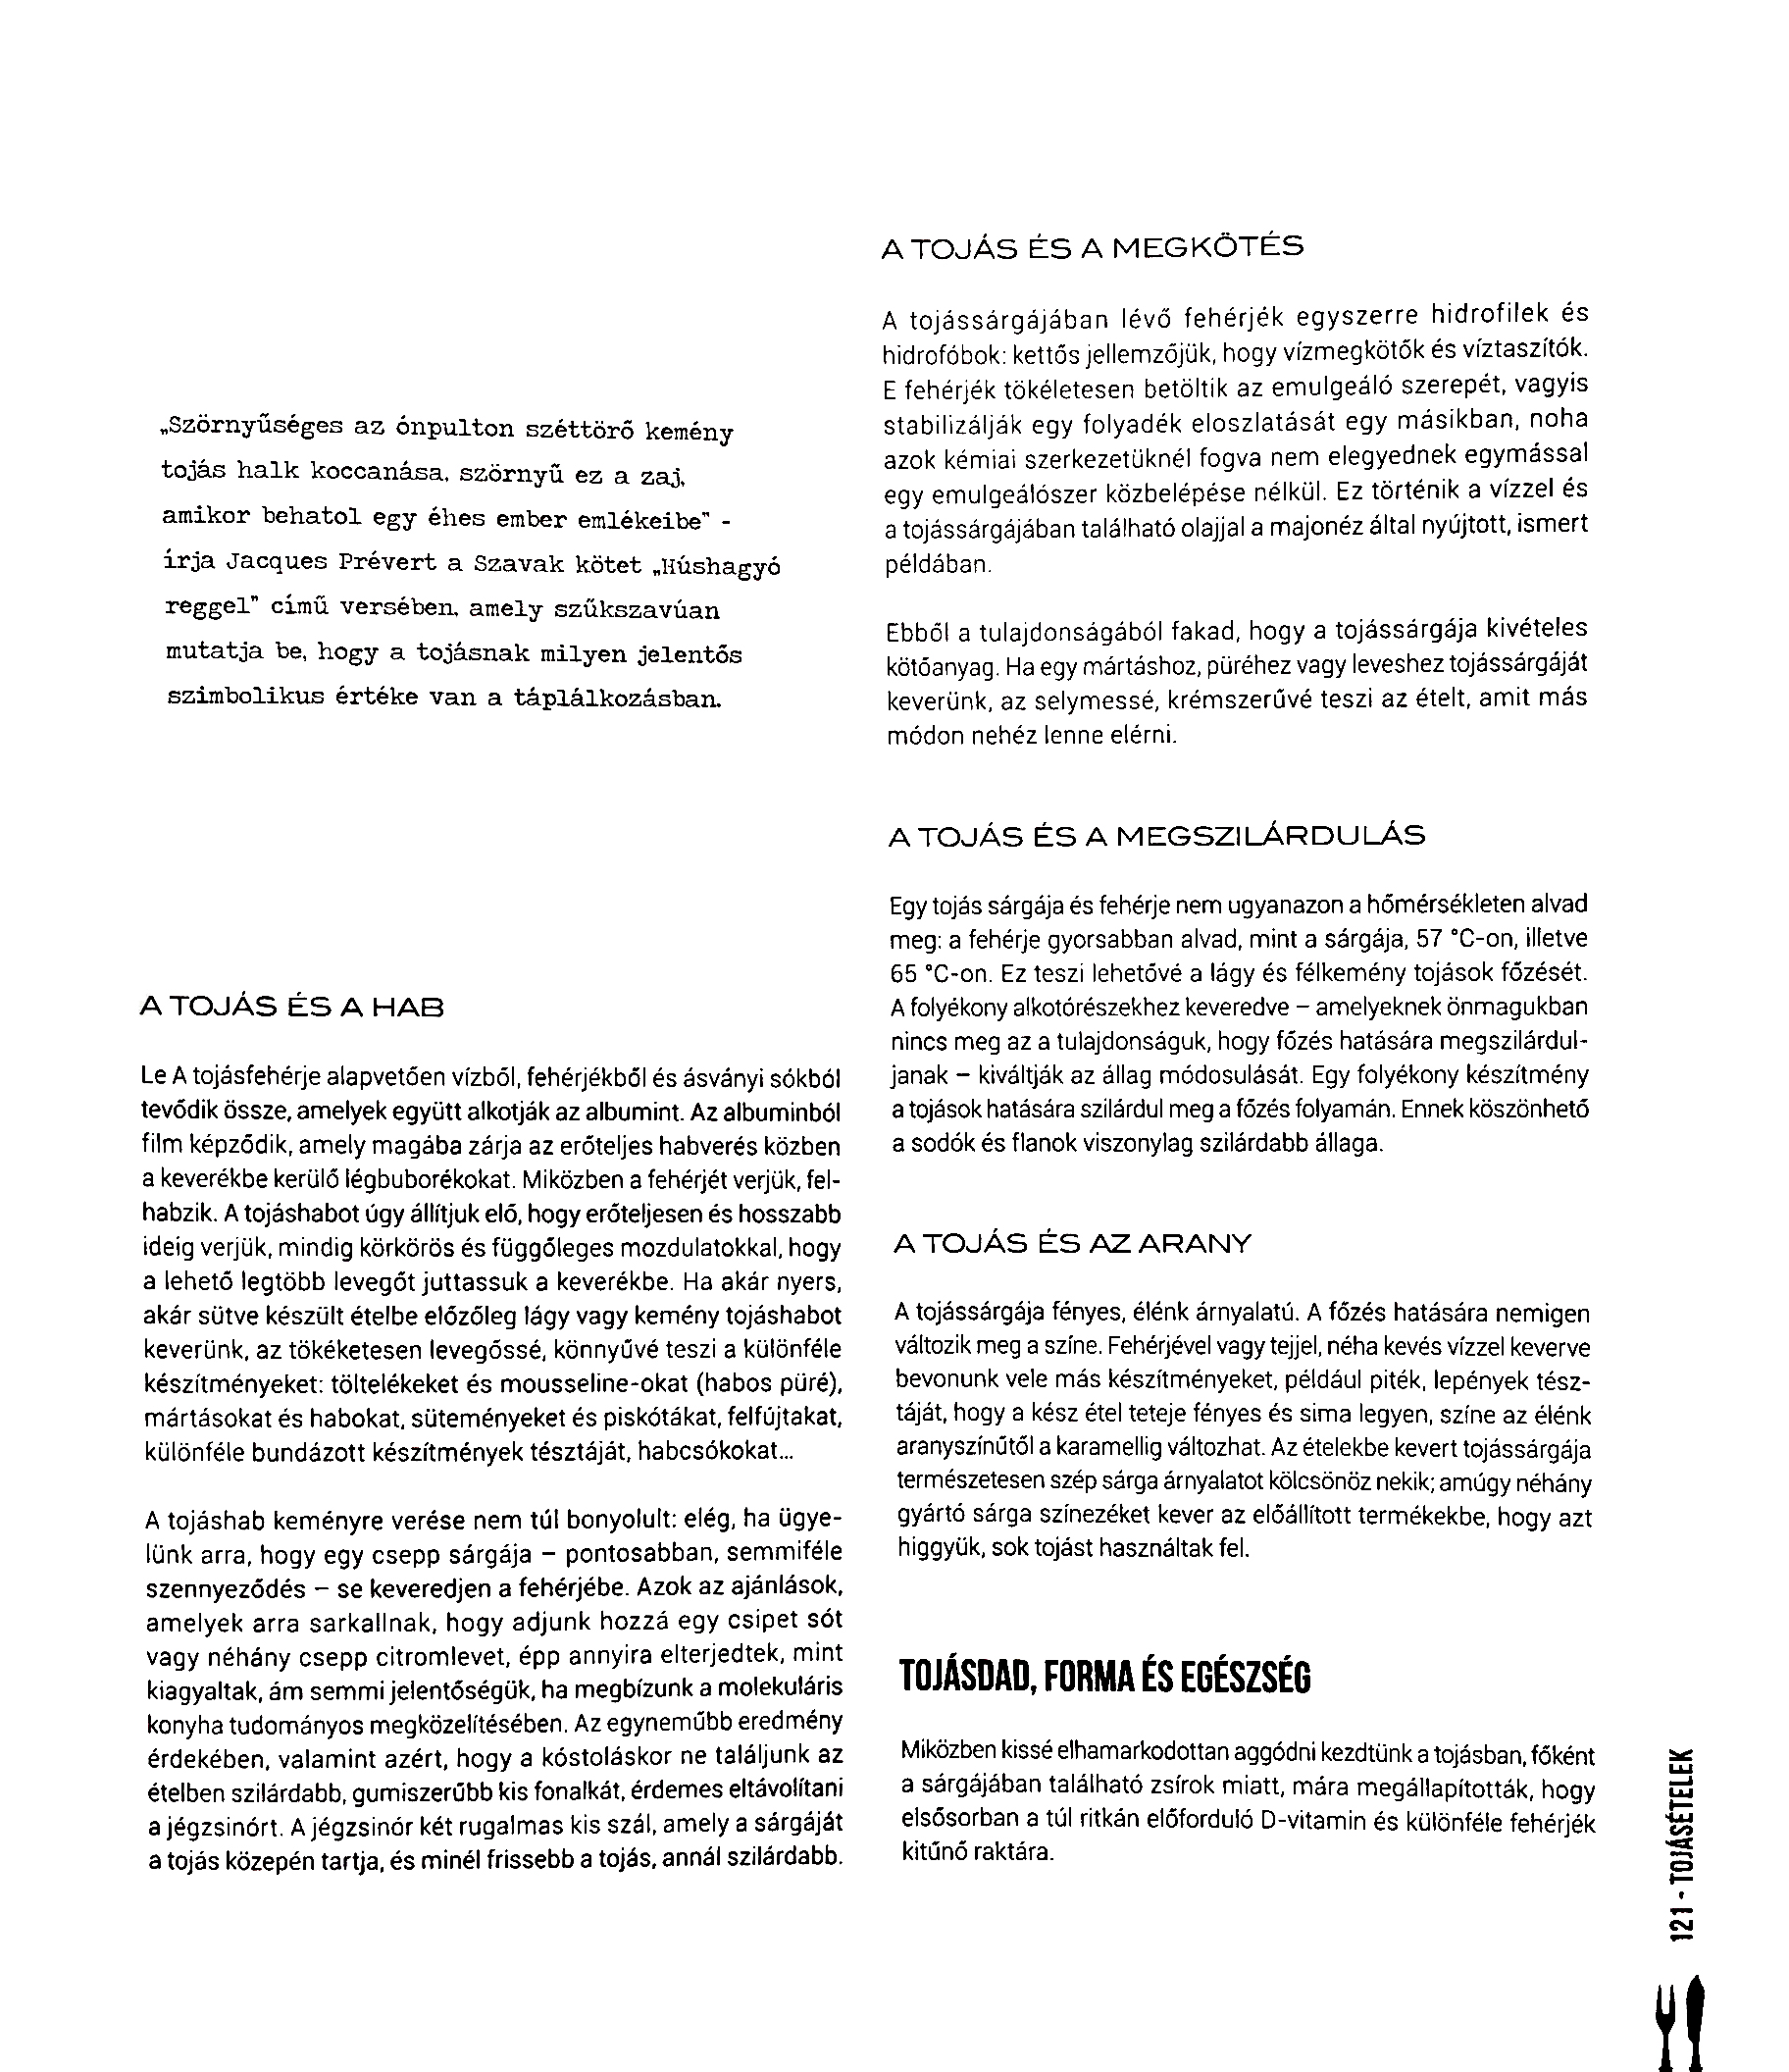 „Szörnyűséges az ónpulton széttörő kemény
tojás halk koccanása, szörnyű ez a zaj,
amikor behatol egy éhes ember emlékeibe” -
írja Jacques Prévert a Szavak kötet „Húshagyó
reggel” című versében, amely szűkszavúan
mutatja be, hogy a tojásnak milyen jelentős
szimbolikus értéke van a táplálkozásban.
A TOJÁS ÉS A HAB
Le A tojásfehérje alapvetően vízből, fehérjékből és ásványi sókból
tevődik össze, amelyek együtt alkotják az albumint. Az albuminból
film képződik, amely magába zárja az erőteljes habverés közben
a keverékbe kerülő légbuborékokat. Miközben a fehérjét verjük, fel-
habzik. A tojáshabot úgy állítjuk elő, hogy erőteljesen és hosszabb
ideig verjük, mindig körkörös és függőleges mozdulatokkal, hogy
a lehető legtöbb levegőt juttassuk a keverékbe. Ha akár nyers,
akár sütve készült ételbe előzőleg lágy vagy kemény tojáshabot
keverünk, az tökéketesen levegőssé, könnyűvé teszi a különféle
készítményeket: töltelékeket és mousseline-okat (habos püré),
mártásokat és habokat, süteményeket és piskótákat, felfújtakat,
különféle bundázott készítmények tésztáját, habcsókokat...
A tojáshab keményre verése nem túl bonyolult: elég, ha ügye-
lünk arra, hogy egy csepp sárgája – pontosabban, semmiféle
szennyeződés – se keveredjen a fehérjébe. Azok az ajánlások,
amelyek arra sarkallnak, hogy adjunk hozzá egy csipet sót
vagy néhány csepp citromlevet, épp annyira elterjedtek, mint
kiagyaltak, ám semmi jelentőségük, ha megbízunk a molekuláris
konyha tudományos megközelítésében. Az egyneműbb eredmény
érdekében, valamint azért, hogy a kóstoláskor ne találjunk az
ételben szilárdabb, gumiszerűbb kis fonalkát, érdemes eltávolítani
a jégzsinórt. A jégzsinór két rugalmas kis szál, amely a sárgáját
a tojás közepén tartja, és minél frissebb a tojás, annál szilárdabb.
A TOJÁS ÉS A MEGKÖTÉS
A tojássárgájában lévő fehérjék egyszerre hidrofilek és
hidrofóbok: kettős jellemzőjük, hogy vízmegkötők és víztaszítók.
E fehérjék tökéletesen betöltik az emulgeáló szerepét, vagyis
stabilizálják egy folyadék eloszlatását egy másikban, noha
azok kémiai szerkezetüknél fogva nem elegyednek egymással
egy emulgeálószer közbelépése nélkül. Ez történik a vízzel és
a tojássárgájában található olajjal a majonéz által nyújtott, ismert
példában.
Ebből a tulajdonságából fakad, hogy a tojássárgája kivételes
kötőanyag. Ha egy mártáshoz, püréhez vagy leveshez tojássárgáját
keverünk, az selymessé, krémszerűvé teszi az ételt, amit más
módon nehéz lenne elérni.
A TOJÁS ÉS A MEGSZILÁRDULÁS
Egy tojás sárgája és fehérje nem ugyanazon a hőmérsékleten alvad
meg: a fehérje gyorsabban alvad, mint a sárgája, 57 °C-on, illetve
65 °C-on. Ez teszi lehetővé a lágy és félkemény tojások főzését.
A folyékony alkotórészekhez keveredve – amelyeknek önmagukban
nincs meg az a tulajdonságuk, hogy főzés hatására megszilárdul-
janak – kiváltják az állag módosulását. Egy folyékony készítmény
a tojások hatására szilárdul meg a főzés folyamán. Ennek köszönhető
a sodók és flanok viszonylag szilárdabb állaga.
A TOJÁS ÉS AZ ARANY
A tojássárgája fényes, élénk árnyalatú. A főzés hatására nemigen
változik meg a színe. Fehérjével vagy tejjel, néha kevés vízzel keverve
bevonunk vele más készítményeket, például piték, lepények tész-
táját, hogy a kész étel teteje fényes és sima legyen, színe az élénk
aranyszínűtől a karamellig változhat. Az ételekbe kevert tojássárgája
természetesen szép sárga árnyalatot kölcsönöz nekik; amúgy néhány
gyártó sárga színezéket kever az előállított termékekbe, hogy azt
higgyük, sok tojást használtak fel.
TOJÁSDAD, FORMA ÉS EGÉSZSÉG
Miközben kissé elhamarkodottan aggódni kezdtünk a tojásban, főként
a sárgájában található zsírok miatt, mára megállapították, hogy
elsősorban a túl ritkán előforduló D-vitamin és különféle fehérjék
kitűnő raktára.
121 - TOJÁSÉTELEK